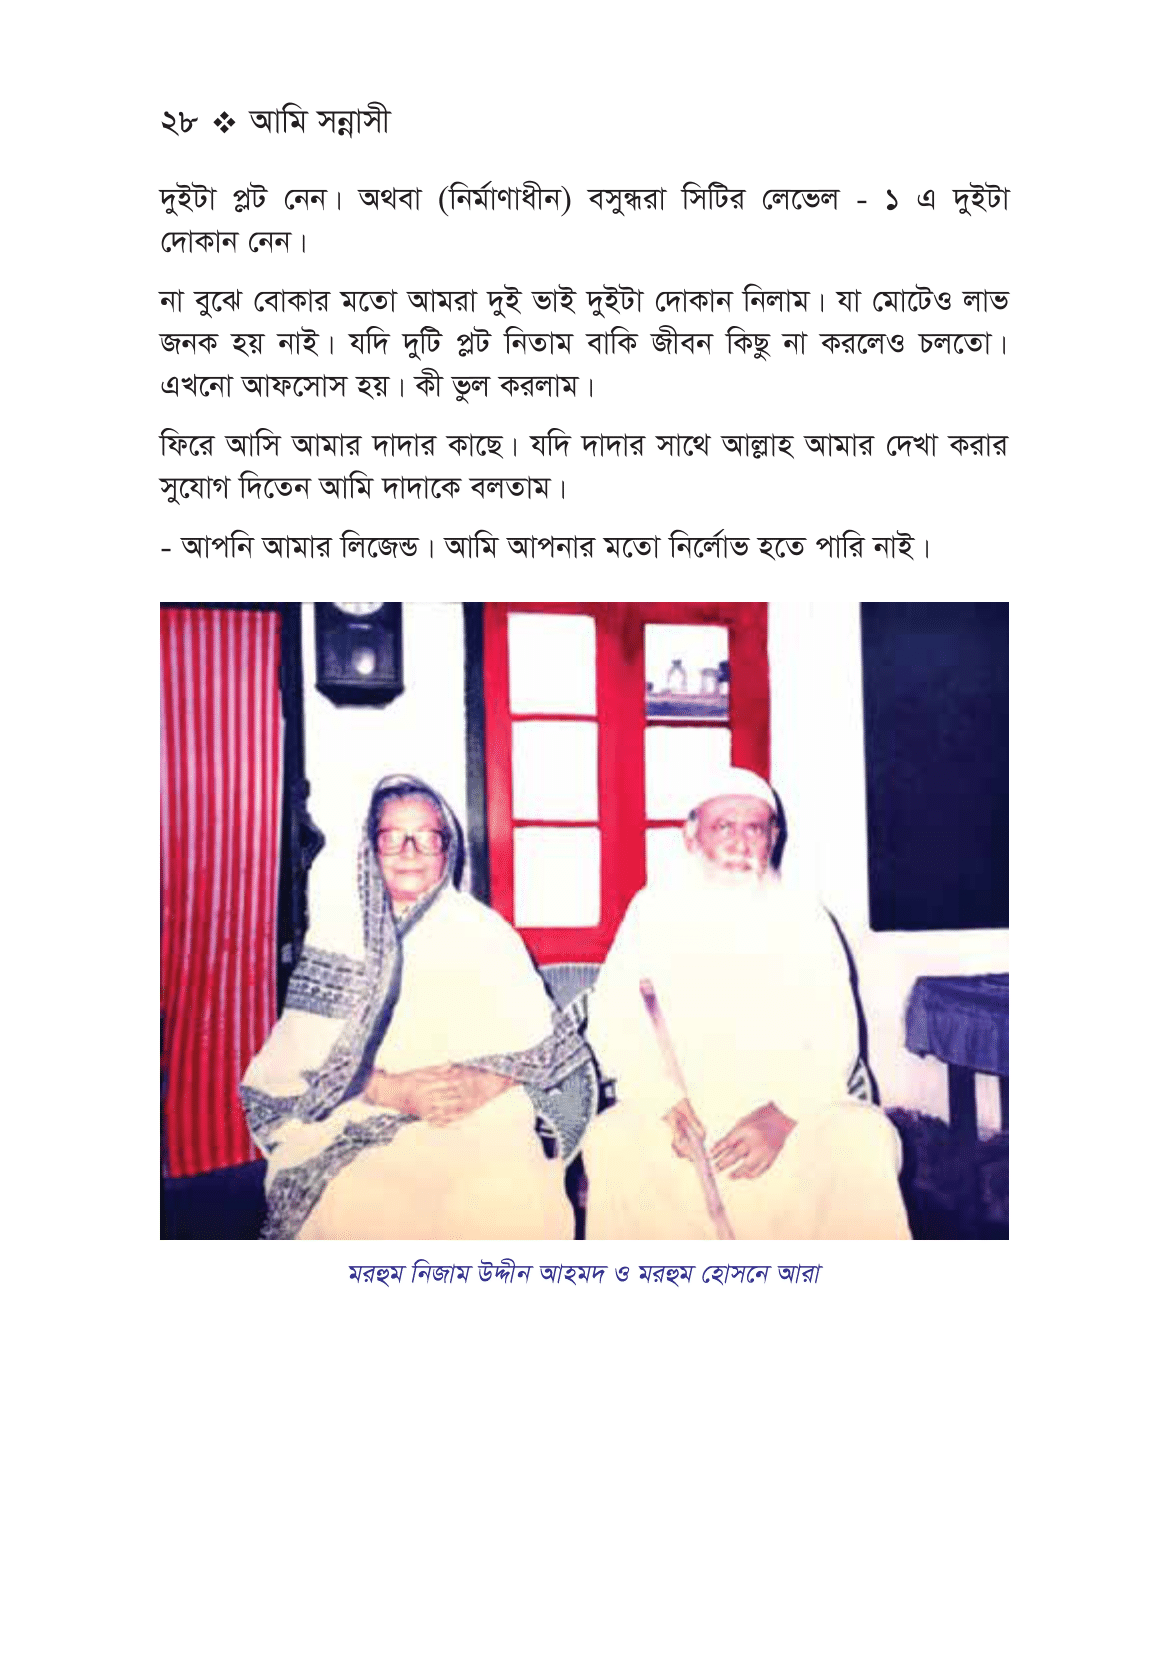 ২৮ ❖ আমি সন্ন্যাসী
দুইটা প্লট নেন। অথবা (নির্মাণাধীন) বসুন্ধরা সিটির লেভেল - ১ এ দুইটা
দোকান নেন।
না বুঝে বোকার মতো আমরা দুই ভাই দুইটা দোকান নিলাম। যা মোটেও লাভ
জনক হয় নাই। যদি দুটি প্লট নিতাম বাকি জীবন কিছু না করলেও চলতো।
এখনো আফসোস হয়। কী ভুল করলাম।
ফিরে আসি আমার দাদার কাছে। যদি দাদার সাথে আল্লাহ আমার দেখা করার
সুযোগ দিতেন আমি দাদাকে বলতাম।
- আপনি আমার লিজেন্ড। আমি আপনার মতো নির্লোভ হতে পারি নাই।
মরহুম নিজাম উদ্দীন আহমদ ও মরহুম হোসনে আরা